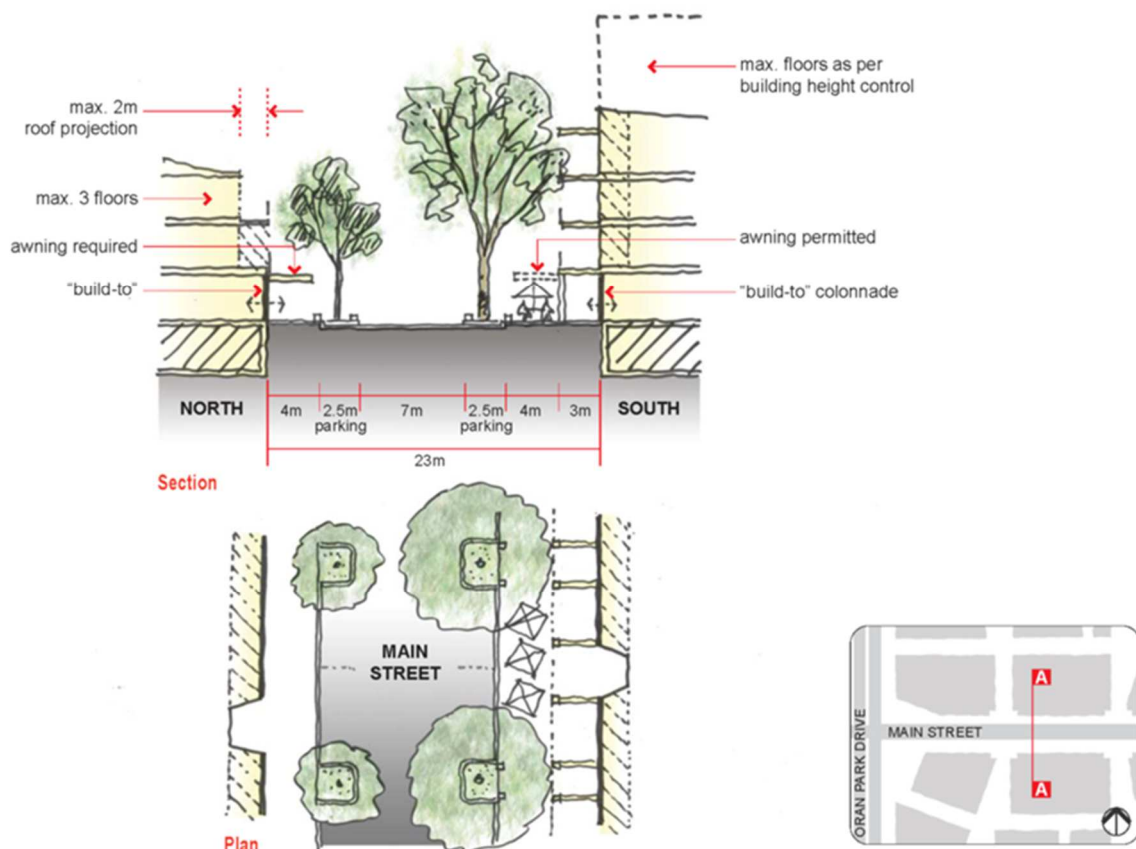 max. 2m
roof projection
max. 3 floors
awning required
"build-to"
max. floors as per
building height control
awning permitted
"build-to" colonnade
NORTH
4m
2.5m
parking
7m
2.5m
parking
4m
3m
SOUTH
23m
Section
MAIN
STREET
Plan
ORAN PARK DRIVE
MAIN STREET
A
A